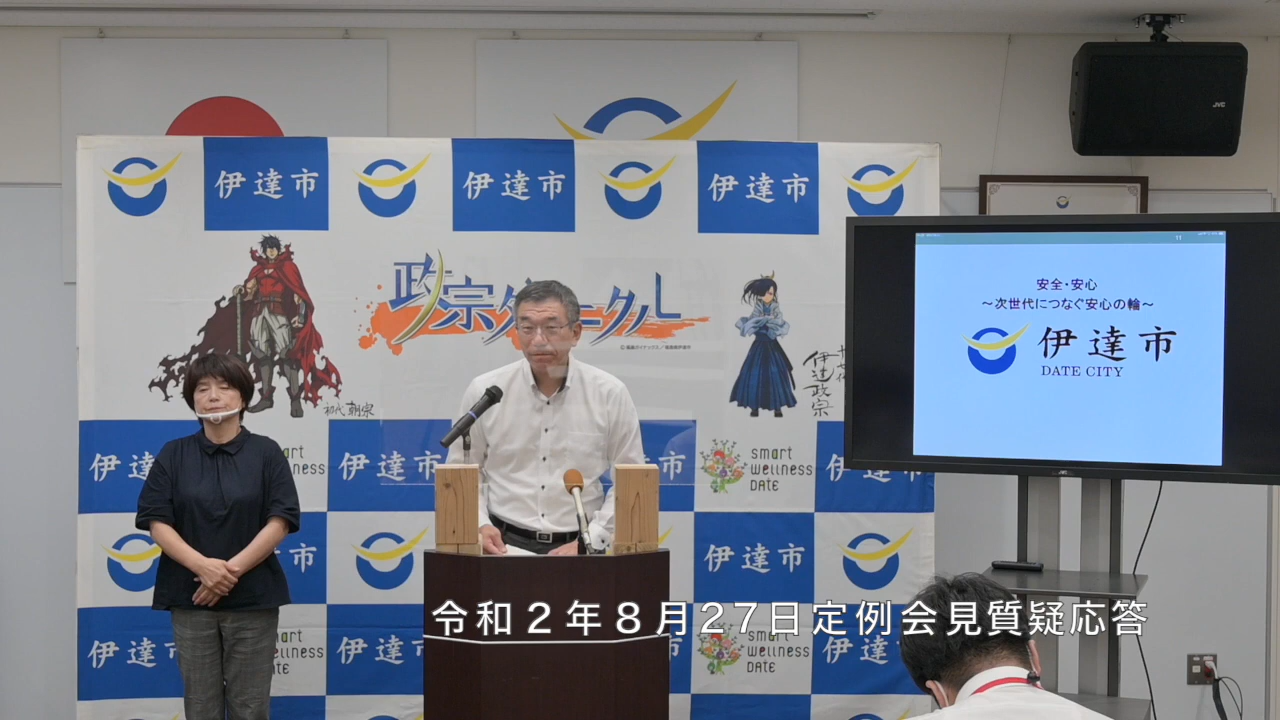 伊達市 伊達市 伊達市
JVC
政宗ダテニクル
初代 朝宗
伊達政宗
smart
wellness
DATE
伊達市 伊達市 伊達市
安全・安心
～次世代につなぐ安心の輪～
伊達市
DATE CITY
伊達市
令和２年８月２７日定例会見質疑応答
伊達市 伊達市 伊達市
smart
wellness
DATE
smart
wellness
DATE